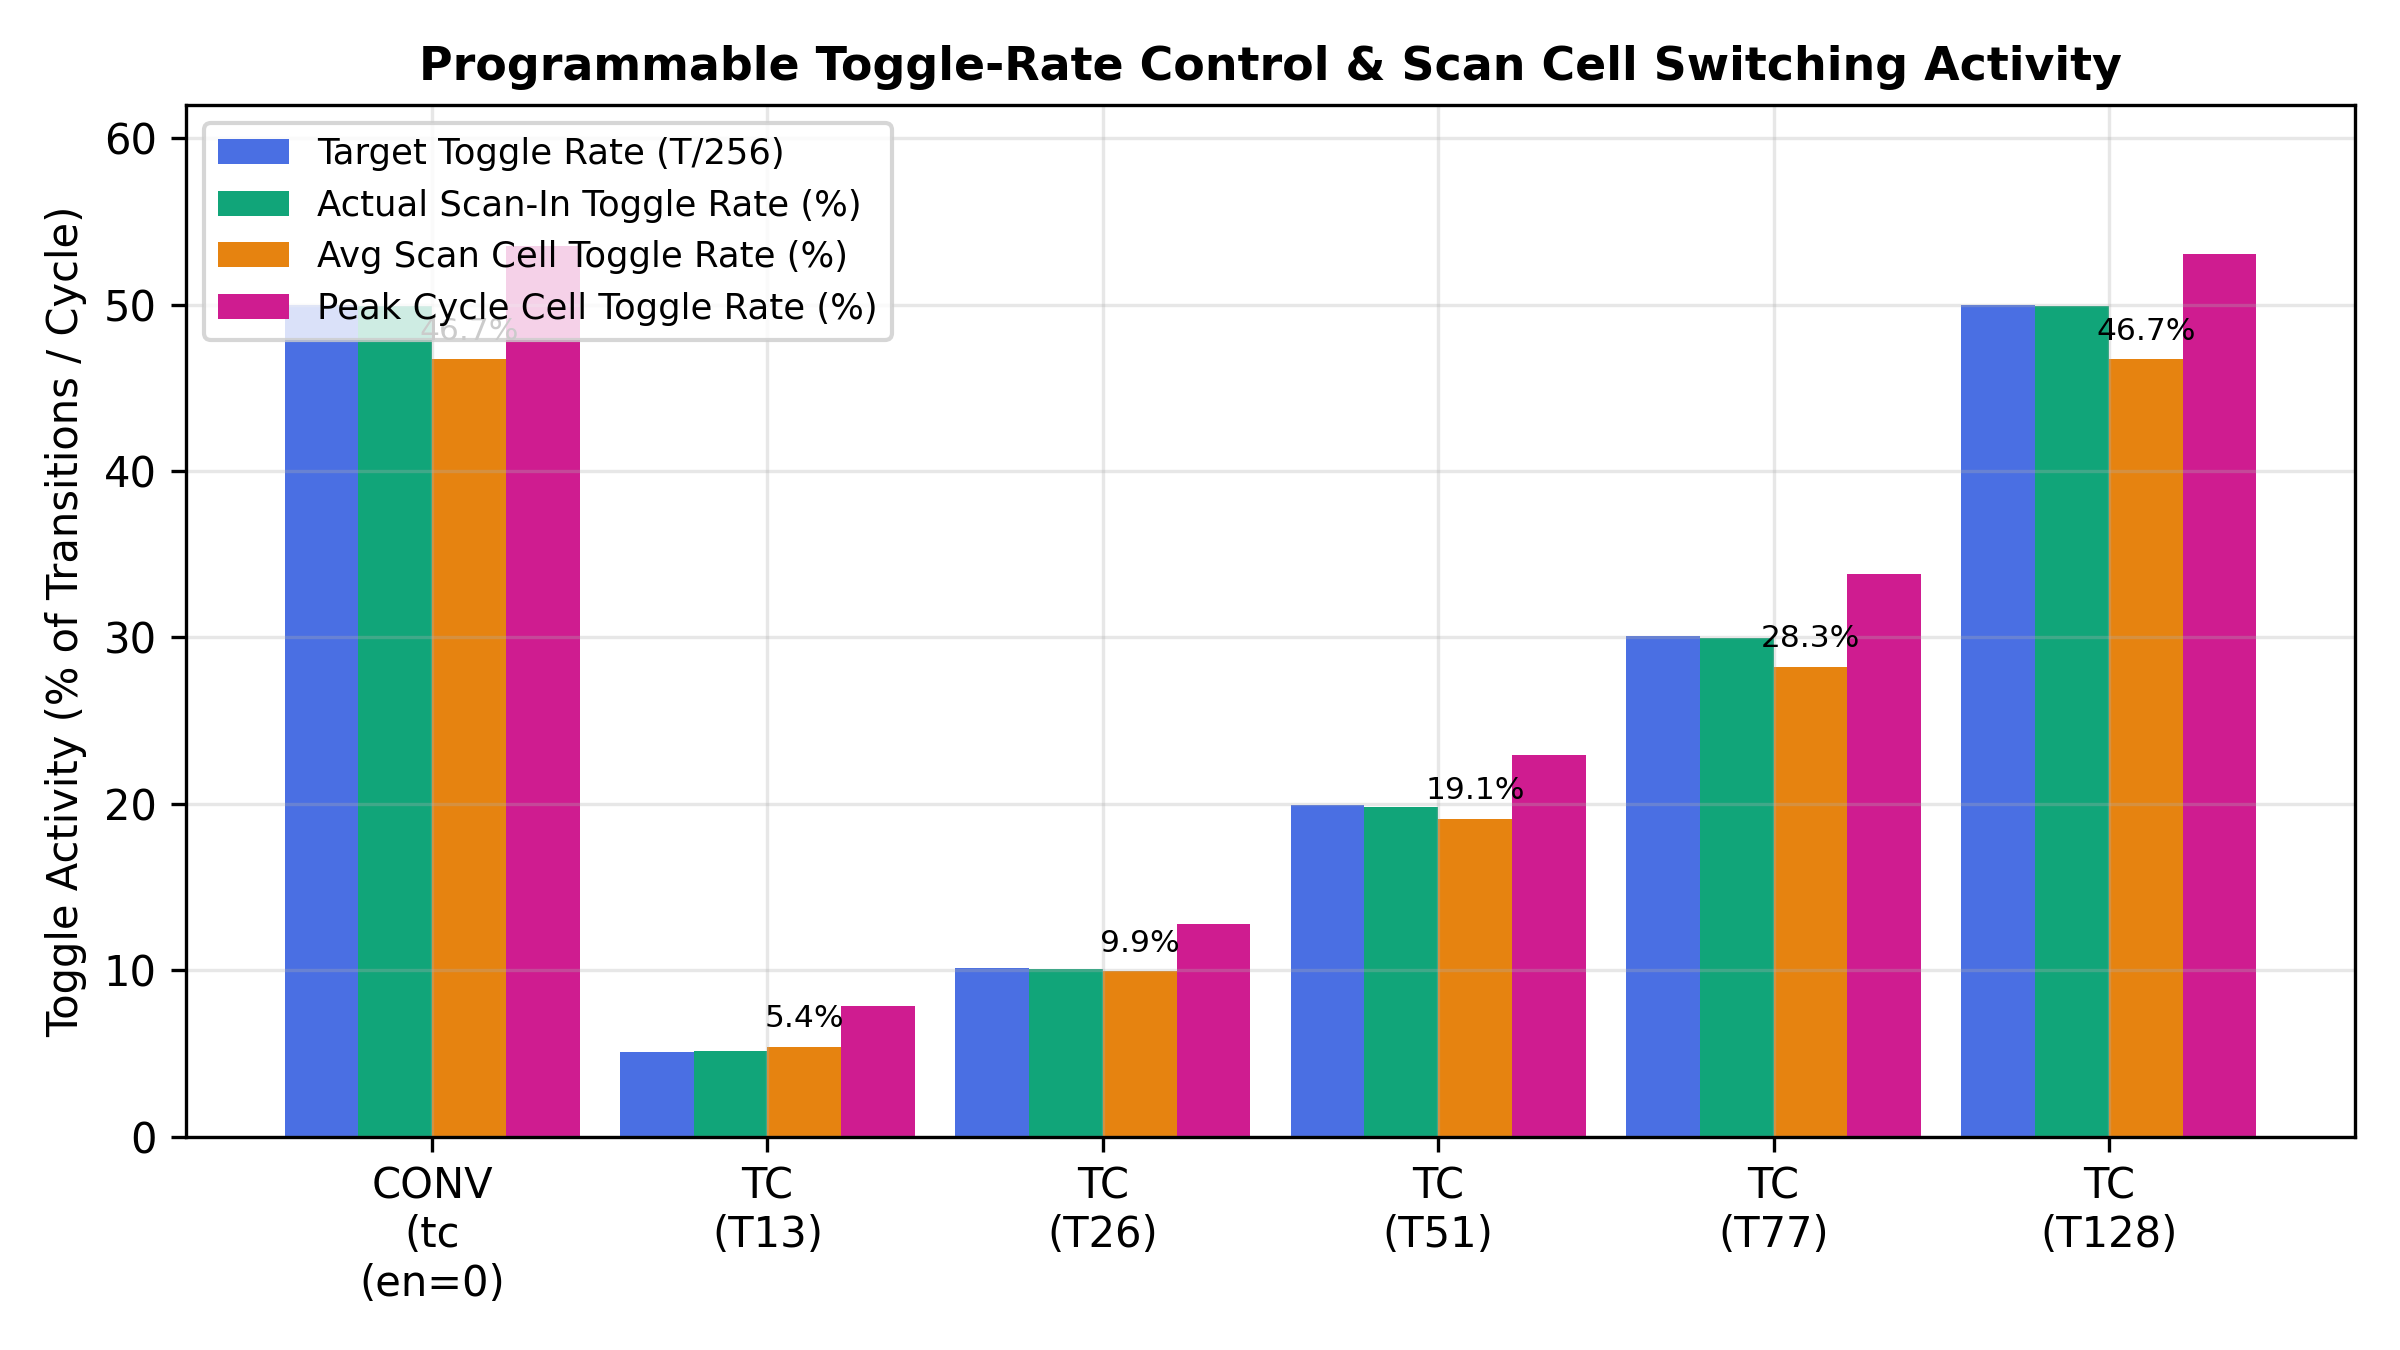 Programmable Toggle-Rate Control & Scan Cell Switching Activity
Toggle Activity (% of Transitions / Cycle)
60
50
40
30
20
10
0
Target Toggle Rate (T/256)
Actual Scan-In Toggle Rate (%)
Avg Scan Cell Toggle Rate (%)
Peak Cycle Cell Toggle Rate (%)
46.7%
5.4%
9.9%
19.1%
28.3%
46.7%
CONV
(tc
(en=0)
TC
(T13)
TC
(T26)
TC
(T51)
TC
(T77)
TC
(T128)